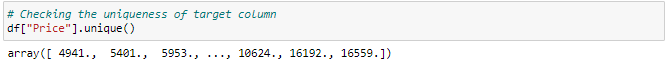 # Checking the uniqueness of target column
df["Price"].unique()
array([ 4941.,  5401.,  5953., ..., 10624., 16192., 16559.])